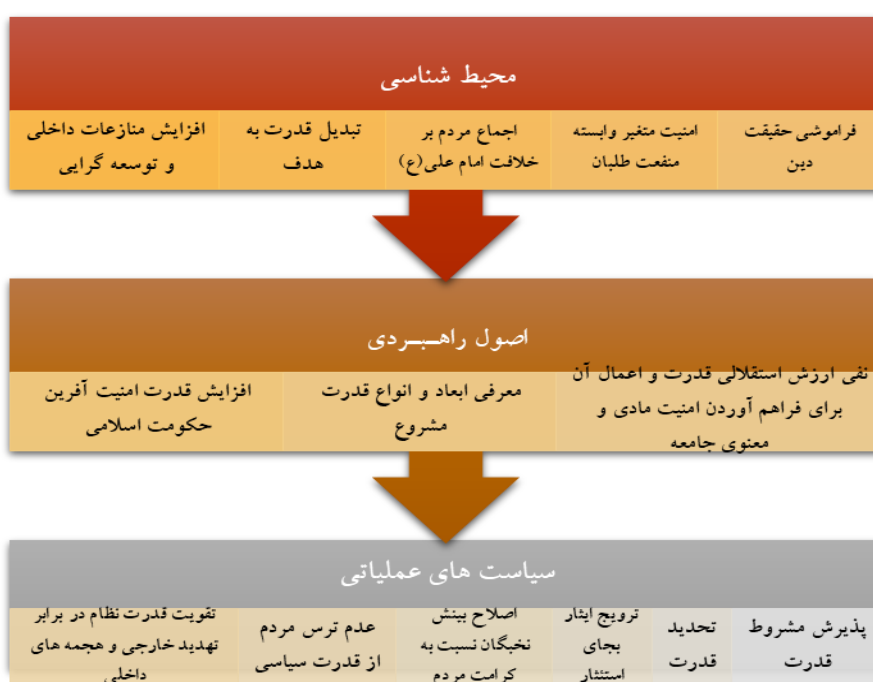 محیط شناسی
فراموشی حقیقت
دین
امنیت متغیر وابسته
منفعت طلبان
اجماع مردم بر
خلافت امام علی(ع)
تبدیل قدرت به
هدف
افزایش منازعات داخلی
و توسعه گرایی
اصول راهـبـردی
نفی ارزش استقلالی قدرت و اعمال آن
برای فراهم آوردن امنیت مادی و
معنوی جامعه
معرفی ابعاد و انواع قدرت
مشروع
افزایش قدرت امنیت آفرین
حکومت اسلامی
سیاست های عملیاتی
پذیرش مشروط
قدرت
تحدید
قدرت
ترویج ایثار
بجای
استئثار
اصلاح بینش
نخبگان نسبت به
کرامت مردم
عدم ترس مردم
از قدرت سیاسی
تقویت قدرت نظام در برابر
تهدید خارجی و هجمه های
داخلی